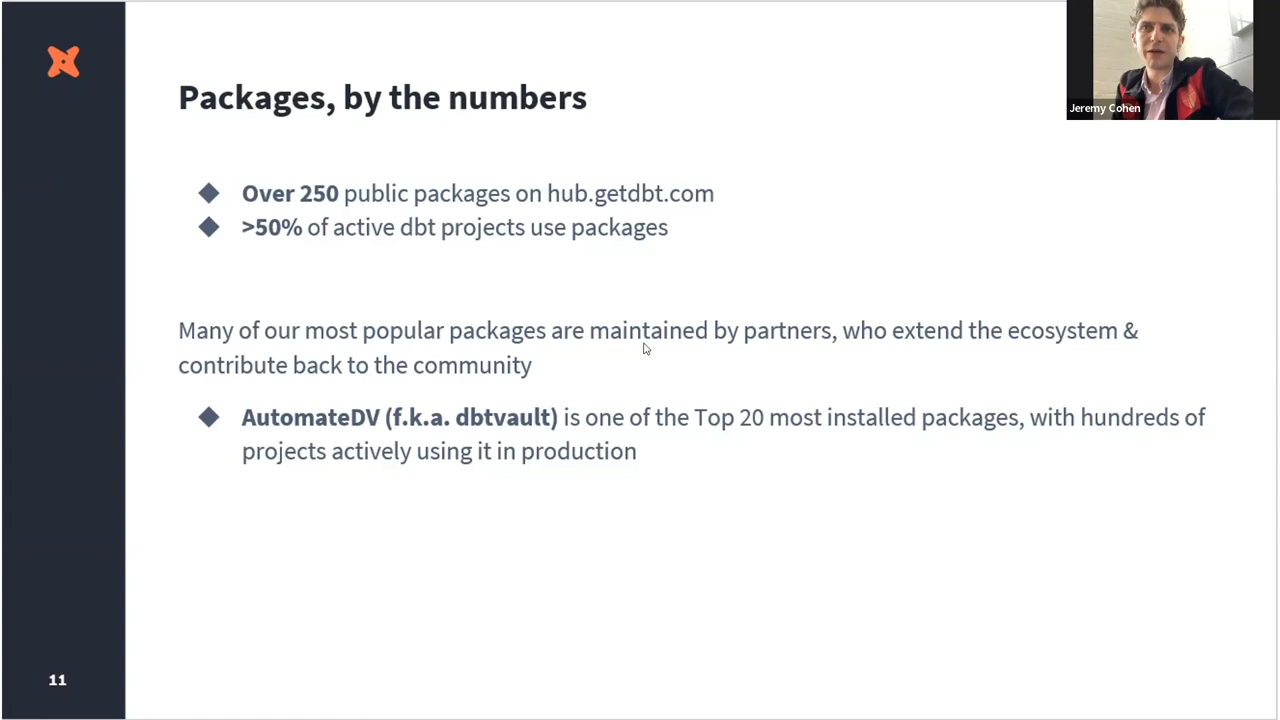 Packages, by the numbers
Jeremy Cohen
Over 250 public packages on hub.getdbt.com
>50% of active dbt projects use packages
Many of our most popular packages are maintained by partners, who extend the ecosystem &
contribute back to the community
AutomateDV (f.k.a. dbtvault) is one of the Top 20 most installed packages, with hundreds of
projects actively using it in production
11